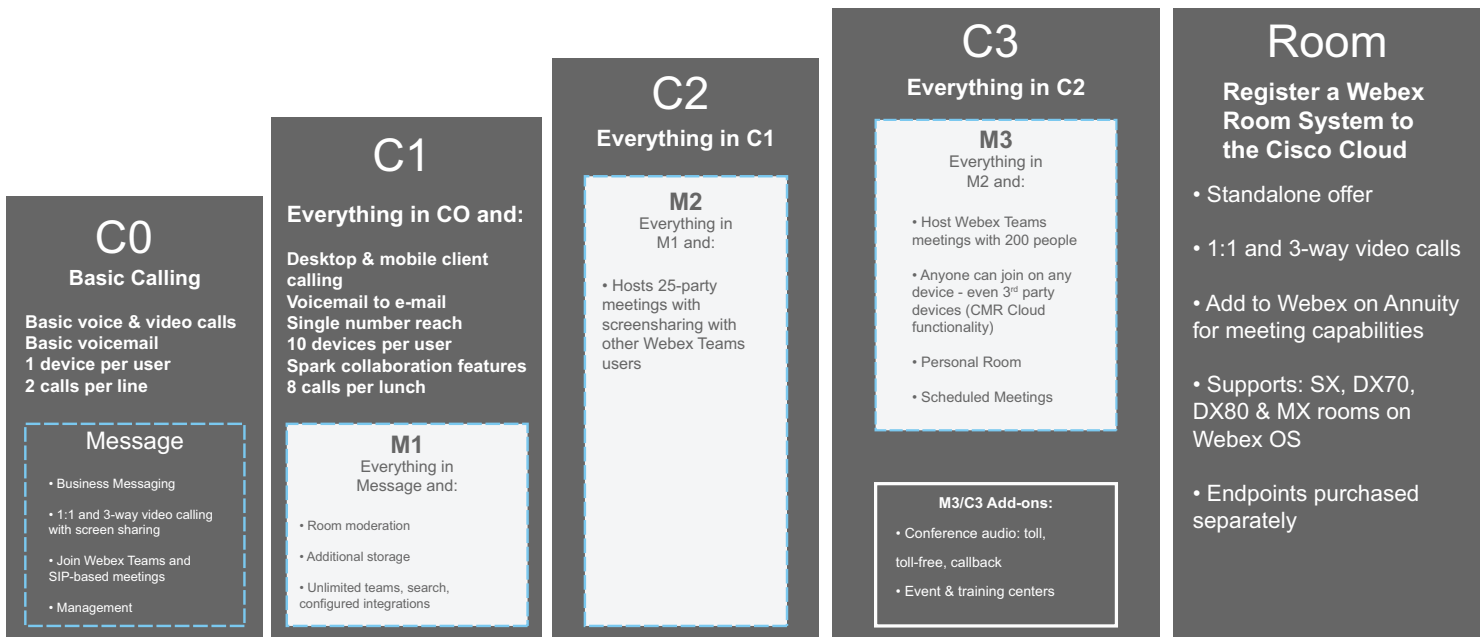 C0
Basic Calling
Basic voice & video calls
Basic voicemail
1 device per user
2 calls per line
Message
• Business Messaging
• 1:1 and 3-way video calling
with screen sharing
• Join Webex Teams and
SIP-based meetings
• Management
C1
Everything in CO and:
Desktop & mobile client
calling
Voicemail to e-mail
Single number reach
10 devices per user
Spark collaboration features
8 calls per lunch
M1
Everything in
Message and:
• Room moderation
• Additional storage
• Unlimited teams, search,
configured integrations
C2
Everything in C1
M2
Everything in
M1 and:
• Hosts 25-party
meetings with
screensharing with
other Webex Teams
users
C3
Everything in C2
M3
Everything in
M2 and:
• Host Webex Teams
meetings with 200 people
• Anyone can join on any
device - even 3rd party
devices (CMR Cloud
functionality)
• Personal Room
• Scheduled Meetings
M3/C3 Add-ons:
• Conference audio: toll,
toll-free, callback
• Event & training centers
Room
Register a Webex
Room System to
the Cisco Cloud
• Standalone offer
• 1:1 and 3-way video calls
• Add to Webex on Annuity
for meeting capabilities
• Supports: SX, DX70,
DX80 & MX rooms on
Webex OS
• Endpoints purchased
separately